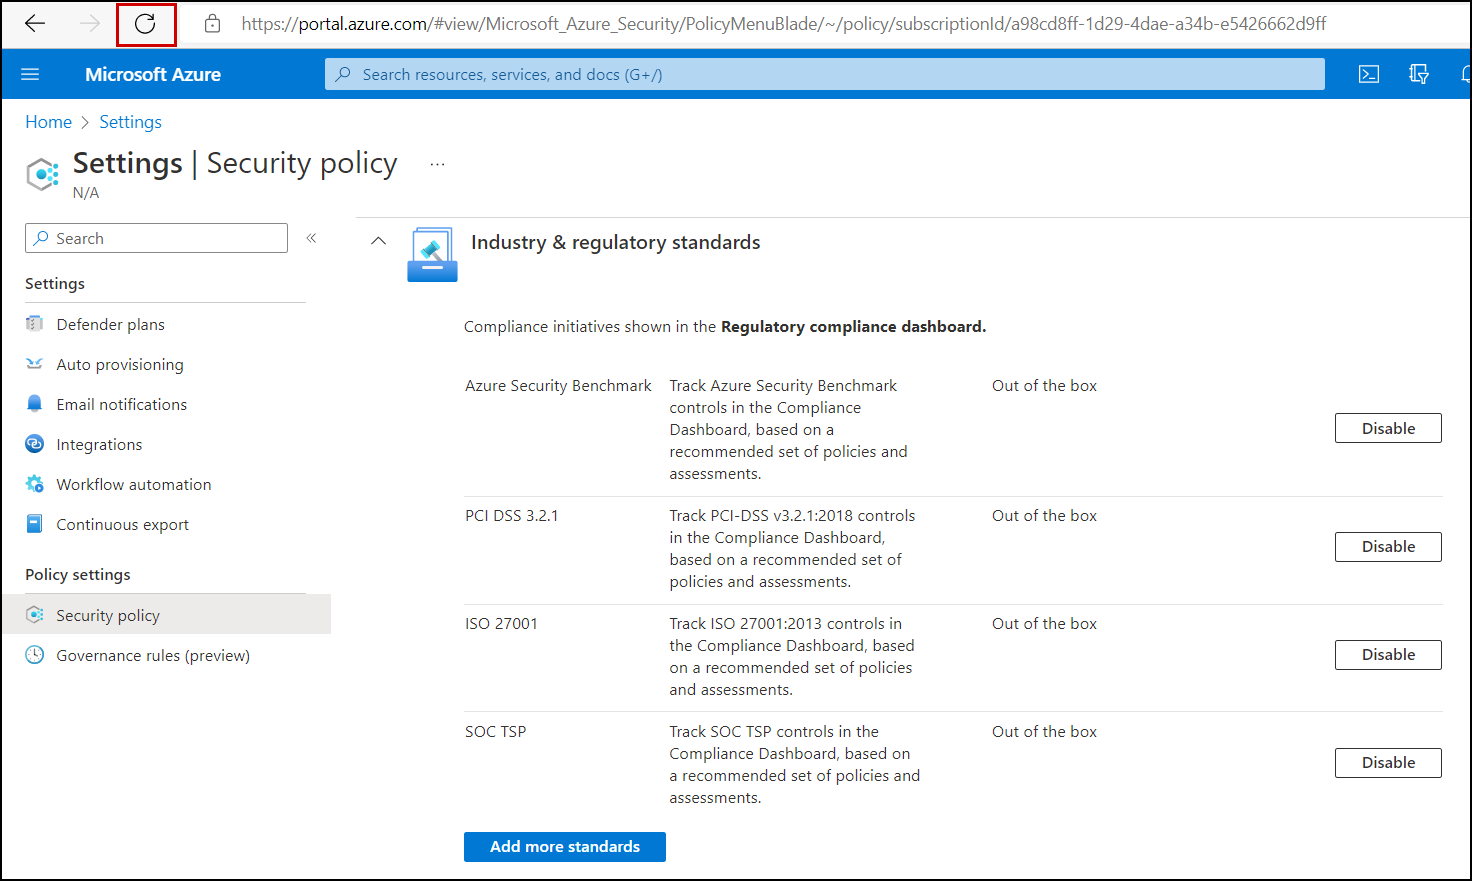 https://portal.azure.com/#view/Microsoft_Azure_Security/PolicyMenuBlade/~/policy/subscriptionId/a98cd8ff-1d29-4dae-a34b-e5426662d9ff
Microsoft Azure
Search resources, services, and docs (G+/)
Home > Settings
Settings | Security policy ...
N/A
Search
«
Settings
Defender plans
Auto provisioning
Email notifications
Integrations
Workflow automation
Continuous export
Policy settings
Security policy
Governance rules (preview)
Industry & regulatory standards
Compliance initiatives shown in the Regulatory compliance dashboard.
Azure Security Benchmark
Track Azure Security Benchmark
controls in the Compliance
Dashboard, based on a
recommended set of policies and
assessments.
Out of the box
Disable
PCI DSS 3.2.1
Track PCI-DSS v3.2.1:2018 controls
in the Compliance Dashboard,
based on a recommended set of
policies and assessments.
Out of the box
Disable
ISO 27001
Track ISO 27001:2013 controls in
the Compliance Dashboard, based
on a recommended set of policies
and assessments.
Out of the box
Disable
SOC TSP
Track SOC TSP controls in the
Compliance Dashboard, based on
a recommended set of policies and
assessments.
Out of the box
Disable
Add more standards